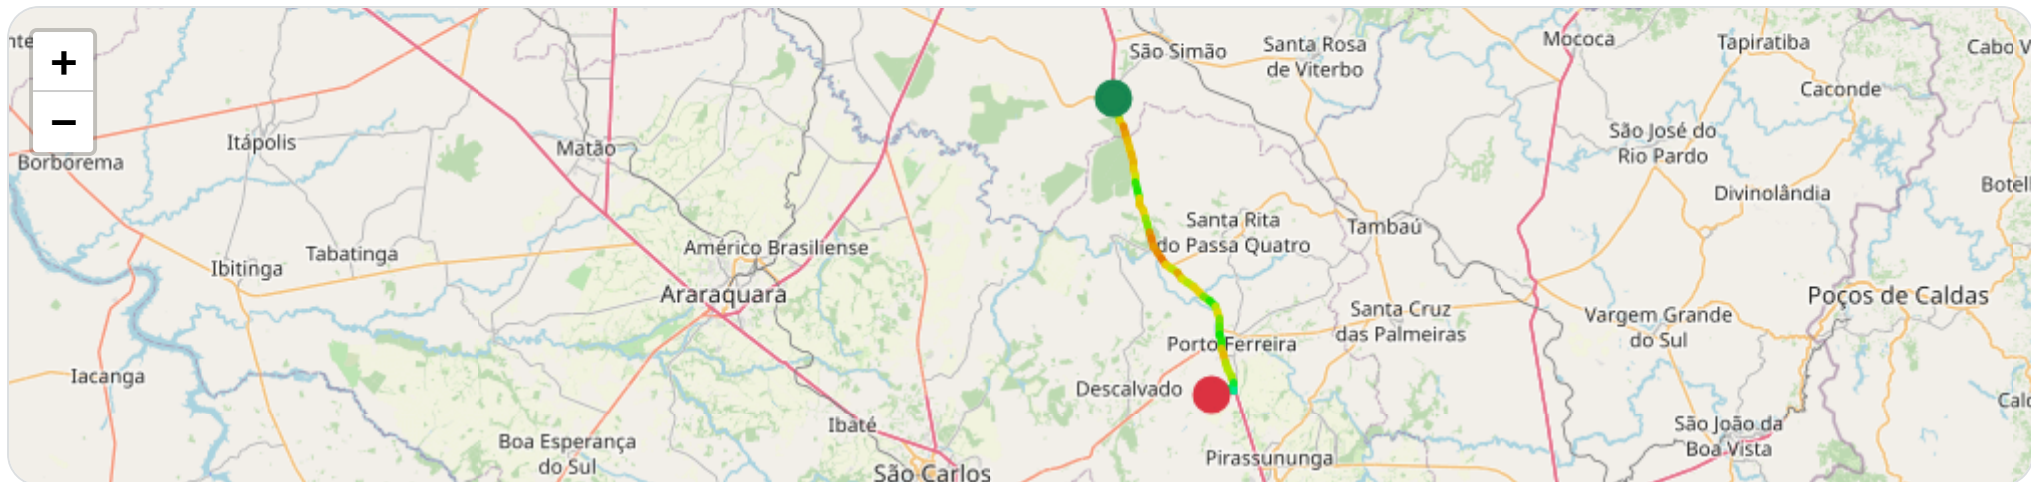 +
−
São Simão
Santa Rosa
de Viterbo
Mococa
Tapiratiba
Caconde
Itápolis
Matão
Borborema
São José do
Rio Pardo
Divinolândia
Santa Rita
do Passa Quatro
Tambaú
Tabatinga
Ibitinga
Américo Brasiliense
Araraquara
Poços de Caldas
Santa Cruz
das Palmeiras
Vargem Grande
do Sul
Porto Ferreira
Iacanga
Descalvado
Ibaté
São João da
Boa Vista
Boa Esperança
do Sul
Pirassununga
São Carlos